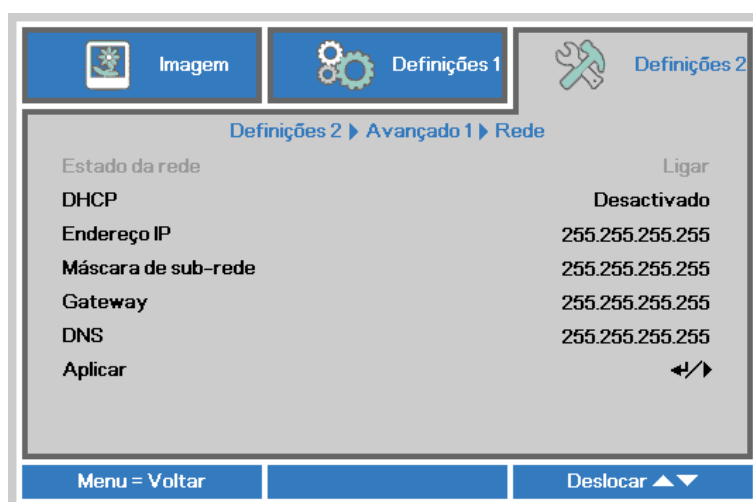 Imagem
Definições 1
Definições 2
Definições 2 ▶ Avançado 1 ▶ Rede
Estado da rede Ligar
DHCP Desactivado
Endereço IP 255.255.255.255
Máscara de sub-rede 255.255.255.255
Gateway 255.255.255.255
DNS 255.255.255.255
Aplicar ↵/▶
Menu = Voltar
Deslocar ▲▼